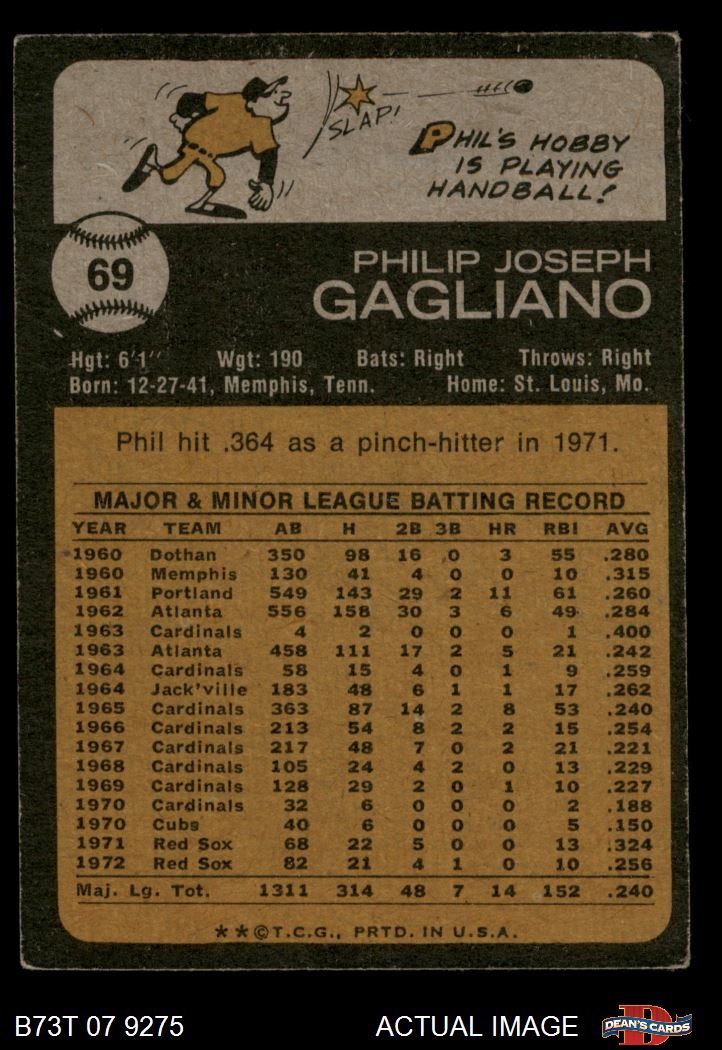 SLAP!
PHIL'S HOBBY
IS PLAYING
HANDBALL!
69
PHILIP JOSEPH
GAGLIANO
Hgt: 6'1" Wgt: 190 Bats: Right Throws: Right
Born: 12-27-41, Memphis, Tenn. Home: St. Louis, Mo.
Phil hit .364 as a pinch-hitter in 1971.
MAJOR & MINOR LEAGUE BATTING RECORD
YEAR TEAM AB H 2B 3B HR RBI AVG
1960 Dothan 350 98 16 0 3 55 .280
1960 Memphis 130 41 4 0 0 10 .315
1961 Portland 549 143 29 2 11 61 .260
1962 Atlanta 556 158 30 3 6 49 .284
1963 Cardinals 4 2 0 0 0 1 .400
1963 Atlanta 458 111 17 2 5 21 .242
1964 Cardinals 58 15 4 0 1 9 .259
1964 Jack'ville 183 48 6 1 1 17 .262
1965 Cardinals 363 87 14 2 8 53 .240
1966 Cardinals 213 54 8 2 2 15 .254
1967 Cardinals 217 48 7 0 2 21 .221
1968 Cardinals 105 24 4 2 0 13 .229
1969 Cardinals 128 29 2 0 1 10 .227
1970 Cardinals 32 6 0 0 0 2 .188
1970 Cubs 40 6 0 0 0 5 .150
1971 Red Sox 68 22 5 0 0 13 .324
1972 Red Sox 82 21 4 1 0 10 .256
Maj. Lg. Tot. 1311 314 48 7 14 152 .240
**©T.C.G., PRTD. IN U.S.A.
B73T 07 9275 ACTUAL IMAGE D DEAN'S CARDS